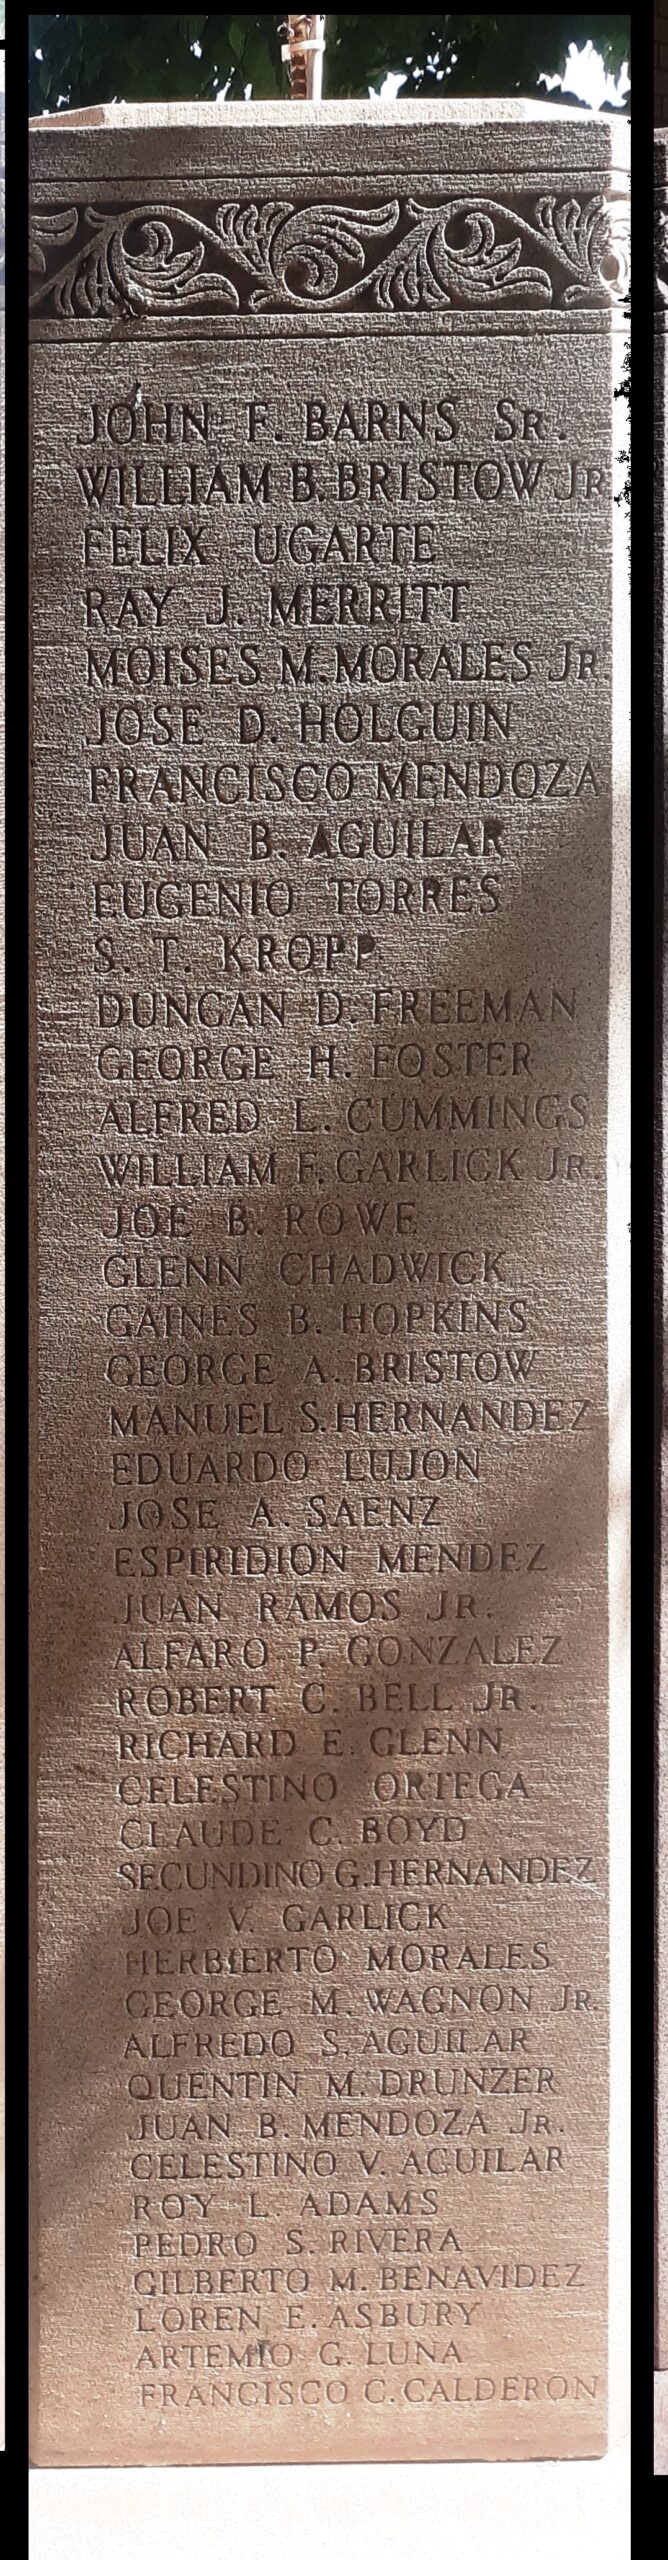 JOHN F. BARNS SR.
WILLIAM B. BRISTOW JR
FELIX UGARTE
RAY J. MERRITT
MOISES M. MORALES JR.
JOSE D. HOLGUIN
FRANCISCO MENDOZA
JUAN B. AGUILAR
EUGENIO TORRES
S. T. KROPP
DUNCAN D. FREEMAN
GEORGE H. FOSTER
ALFRED L. CUMMINGS
WILLIAM F. GARLICK JR.
JOE B. ROWE
GLENN CHADWICK
GAINES B. HOPKINS
GEORGE A. BRISTOW
MANUEL S. HERNANDEZ
EDUARDO LUJON
JOSE A. SAENZ
ESPIRIDION MENDEZ
JUAN RAMOS JR.
ALFARO P. GONZALEZ
ROBERT C. BELL JR.
RICHARD E. GLENN
CELESTINO ORTEGA
CLAUDE C. BOYD
SECUNDINO G. HERNANDEZ
JOE V. GARLICK
HERBIERTO MORALES
GEORGE M. WAGNON JR.
ALFREDO S. AGUILAR
QUENTIN M. DRUNZER
JUAN B. MENDOZA JR.
CELESTINO V. AGUILAR
ROY L. ADAMS
PEDRO S. RIVERA
GILBERTO M. BENAVIDEZ
LOREN E. ASBURY
ARTEMIO G. LUNA
FRANCISCO C. CALDERON